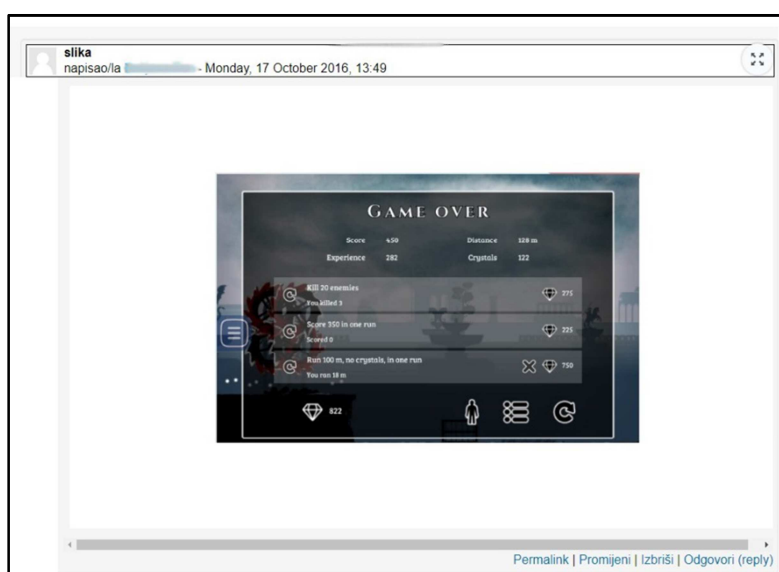 slika
napisao/la - Monday, 17 October 2016, 13:49
GAME OVER
Score 450 Distance 128 m
Experience 282 Crystals 122
Kill 20 enemies
You killed 3
275
Score 350 in one run
Scored 0
225
Run 100 m, no crystals, in one run
You ran 18 m
750
822
Permalink | Promijeni | Izbriši | Odgovori (reply)